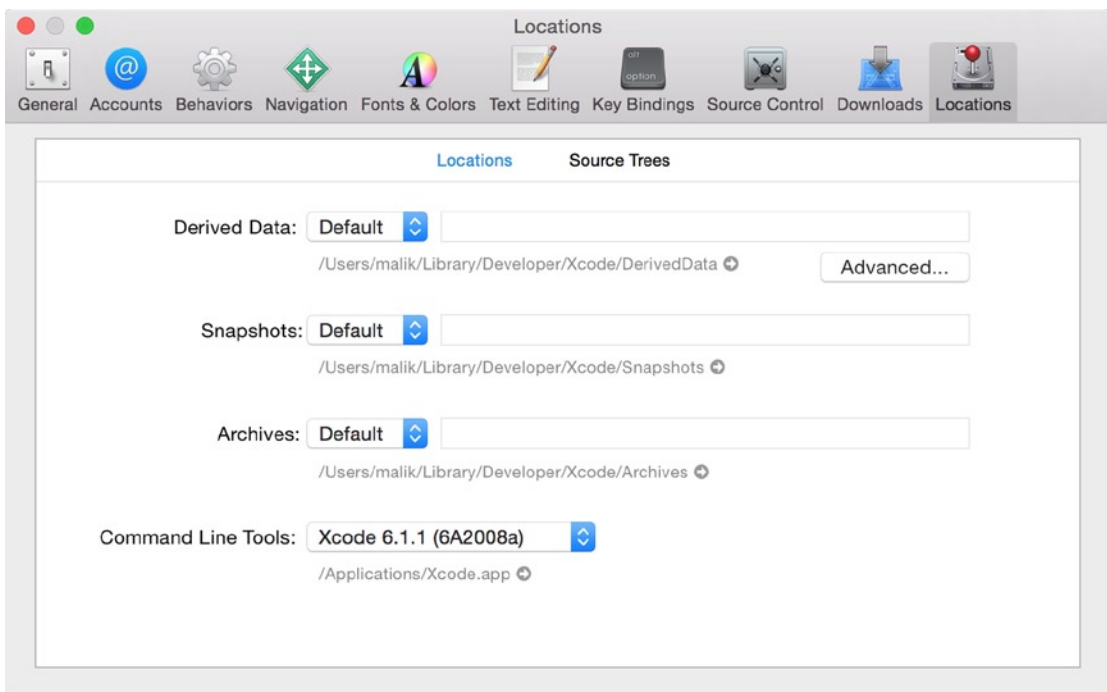 Locations
alt
option
General Accounts Behaviors Navigation Fonts & Colors Text Editing Key Bindings Source Control Downloads Locations
Locations Source Trees
Derived Data: Default
/Users/malik/Library/Developer/Xcode/DerivedData
Advanced...
Snapshots: Default
/Users/malik/Library/Developer/Xcode/Snapshots
Archives: Default
/Users/malik/Library/Developer/Xcode/Archives
Command Line Tools: Xcode 6.1.1 (6A2008a)
/Applications/Xcode.app